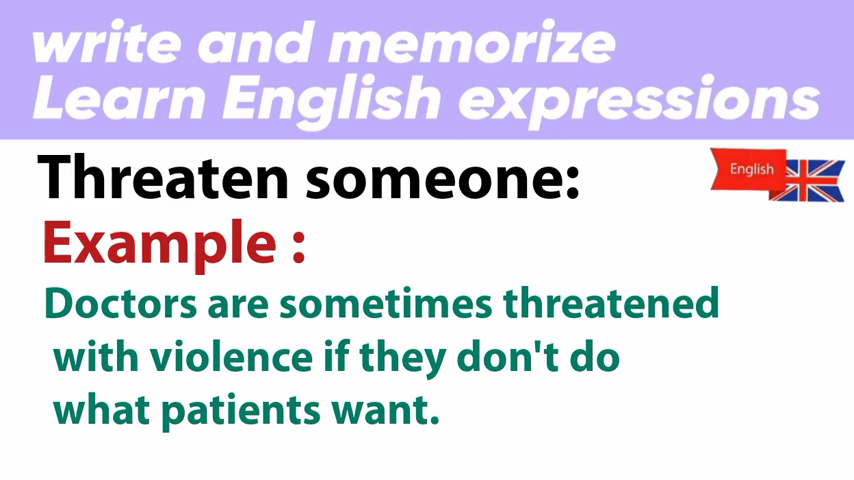 write and memorize
Learn English expressions
Threaten someone:
English
Example :
Doctors are sometimes threatened
with violence if they don't do
what patients want.